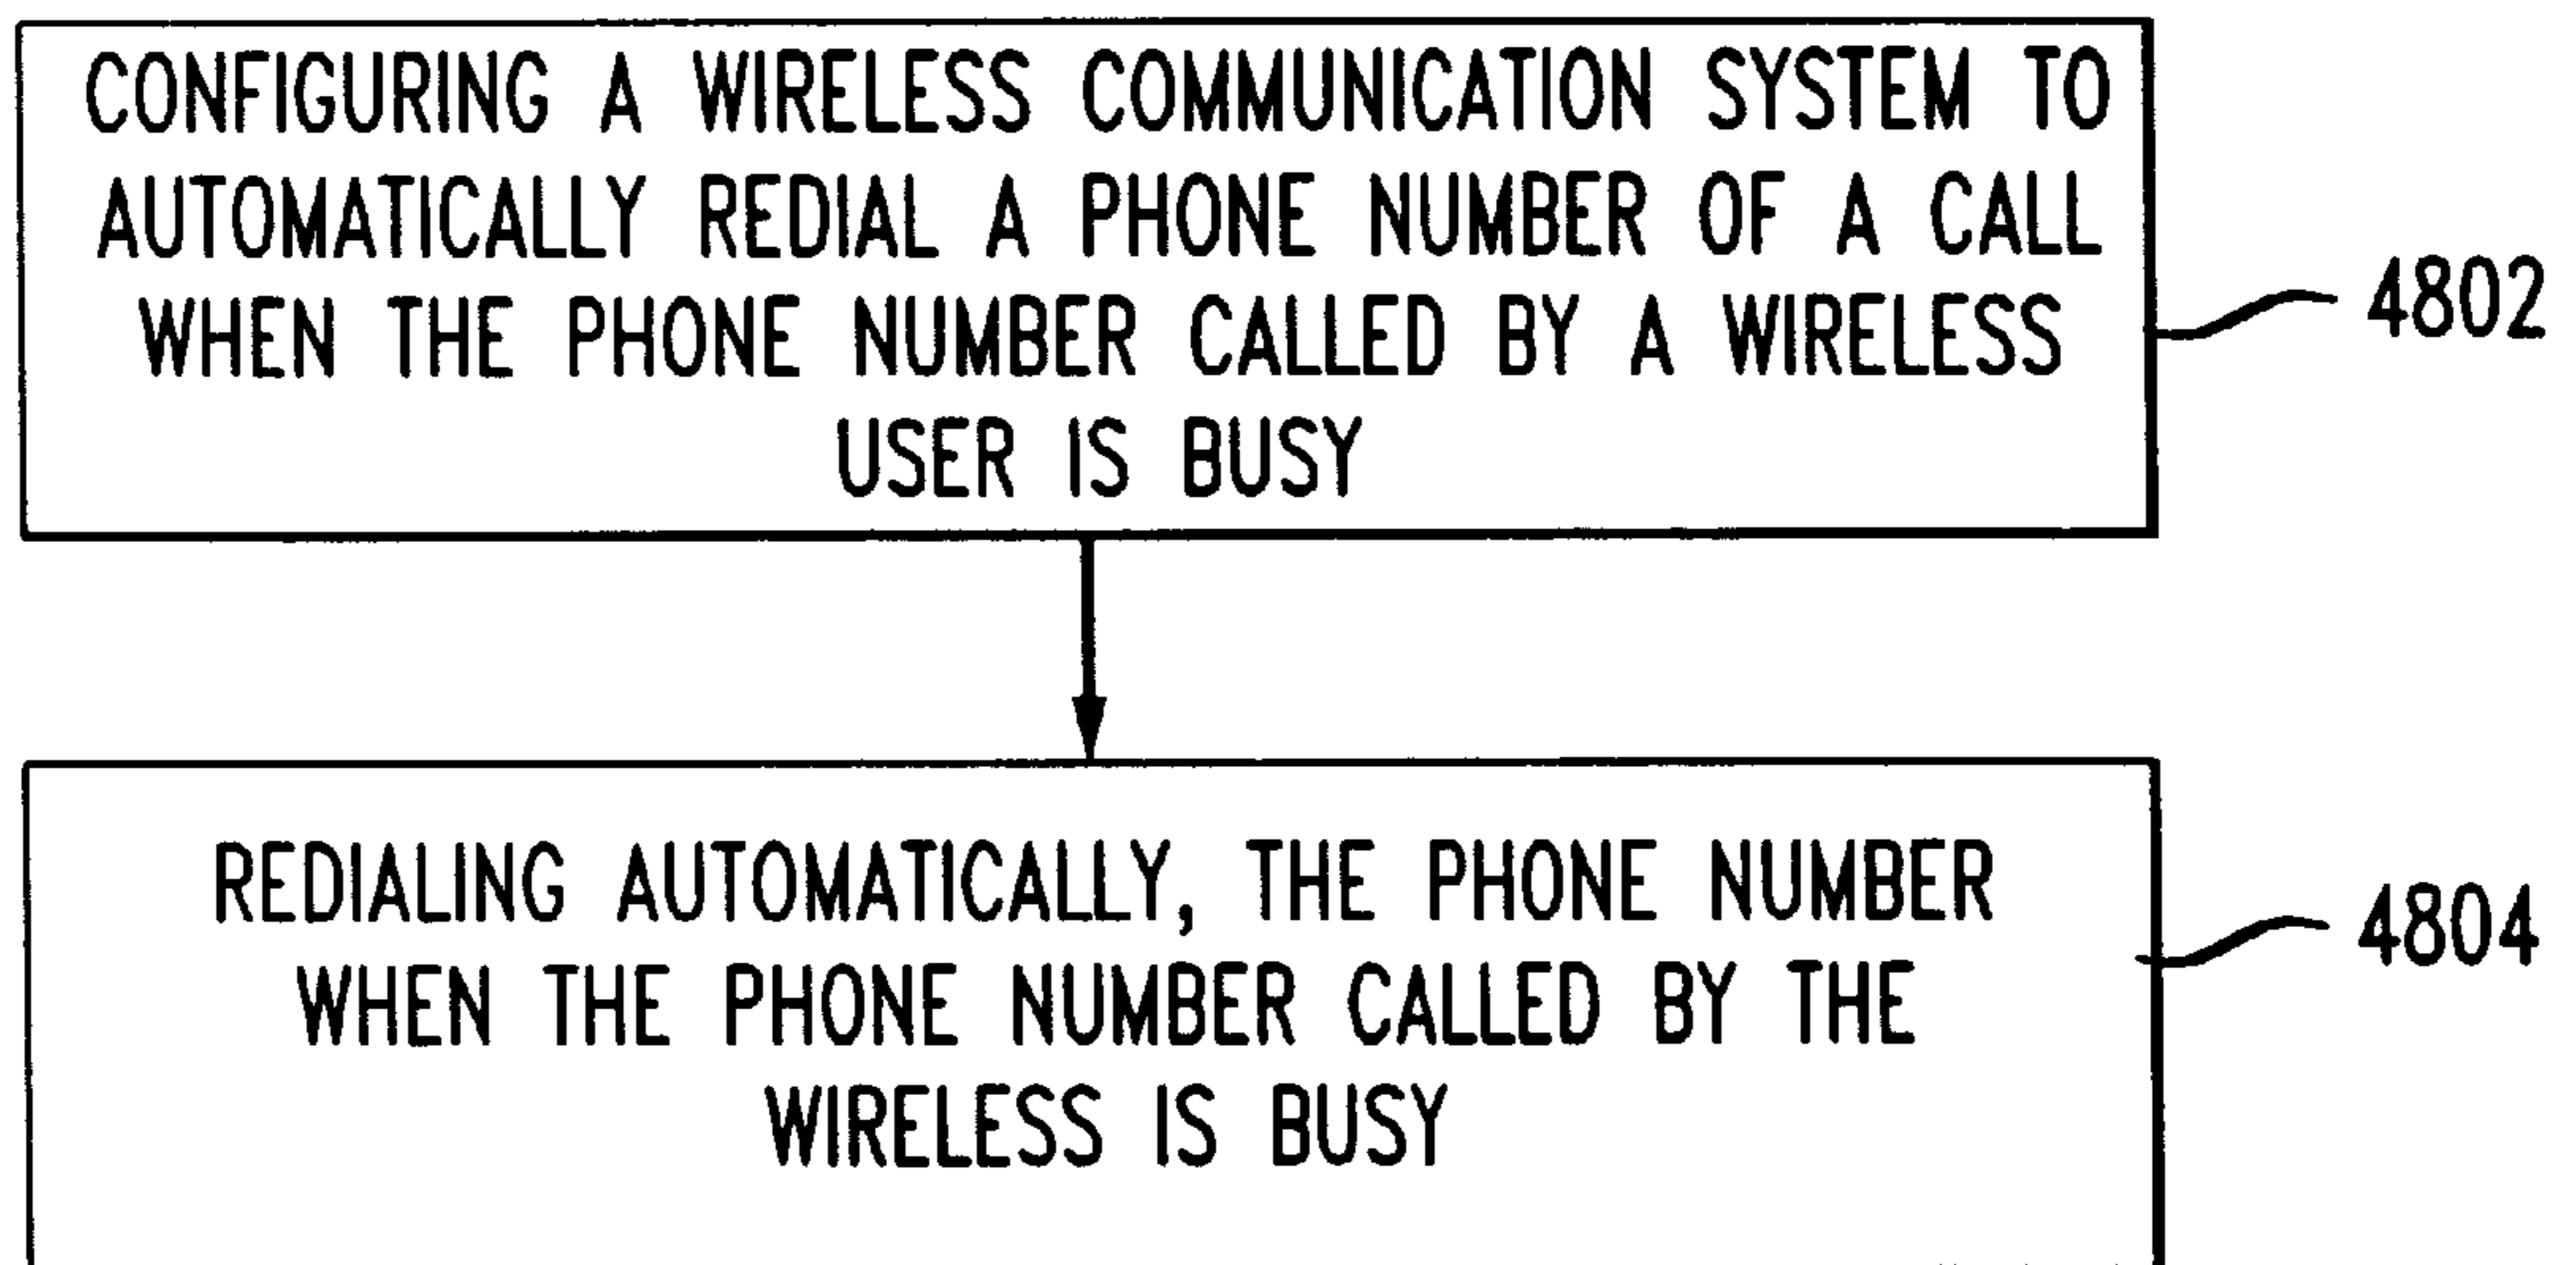 CONFIGURING A WIRELESS COMMUNICATION SYSTEM TO
AUTOMATICALLY REDIAL A PHONE NUMBER OF A CALL
WHEN THE PHONE NUMBER CALLED BY A WIRELESS
USER IS BUSY
4802
REDIALING AUTOMATICALLY, THE PHONE NUMBER
WHEN THE PHONE NUMBER CALLED BY THE
WIRELESS IS BUSY
4804